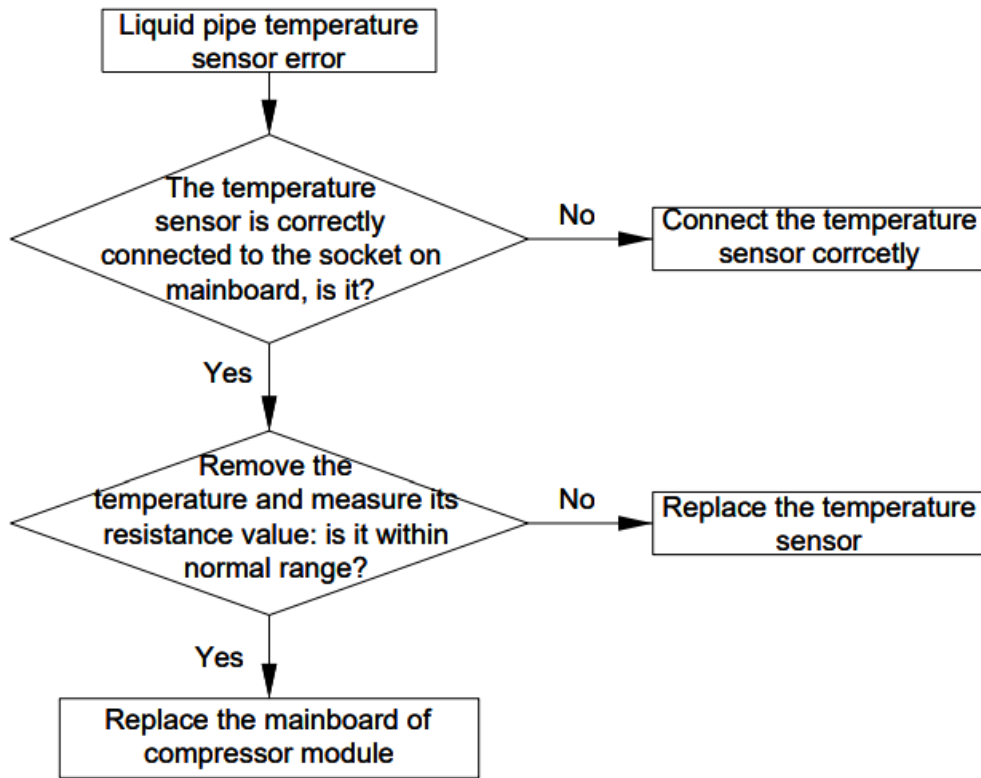 Liquid pipe temperature
sensor error
The temperature
sensor is correctly
connected to the socket on
mainboard, is it?
No
Connect the temperature
sensor corrcetly
Yes
Remove the
temperature and measure its
resistance value: is it within
normal range?
No
Replace the temperature
sensor
Yes
Replace the mainboard of
compressor module